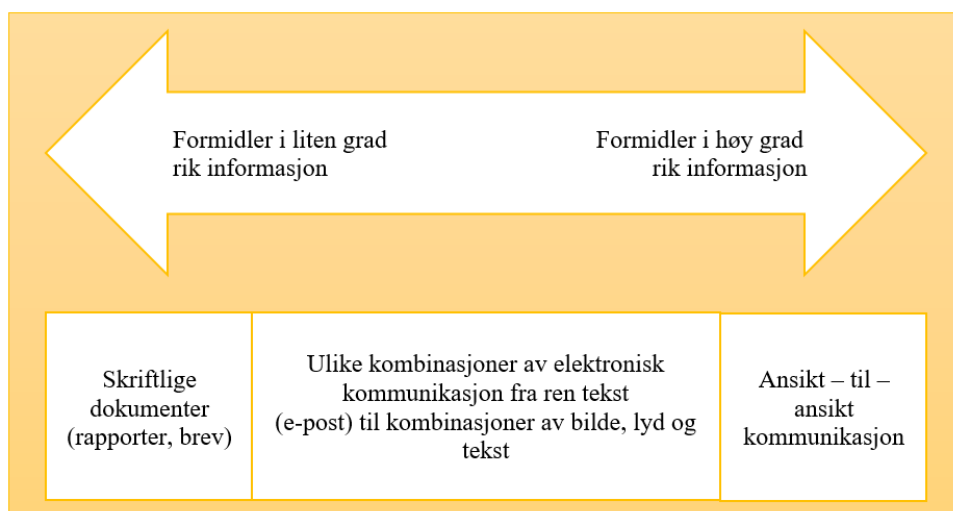 Formidler i liten grad
rik informasjon
Formidler i høy grad
rik informasjon
Skriftlige
dokumenter
(rapporter, brev)
Ulike kombinasjoner av elektronisk
kommunikasjon fra ren tekst
(e-post) til kombinasjoner av bilde, lyd og
tekst
Ansikt – til –
ansikt
kommunikasjon